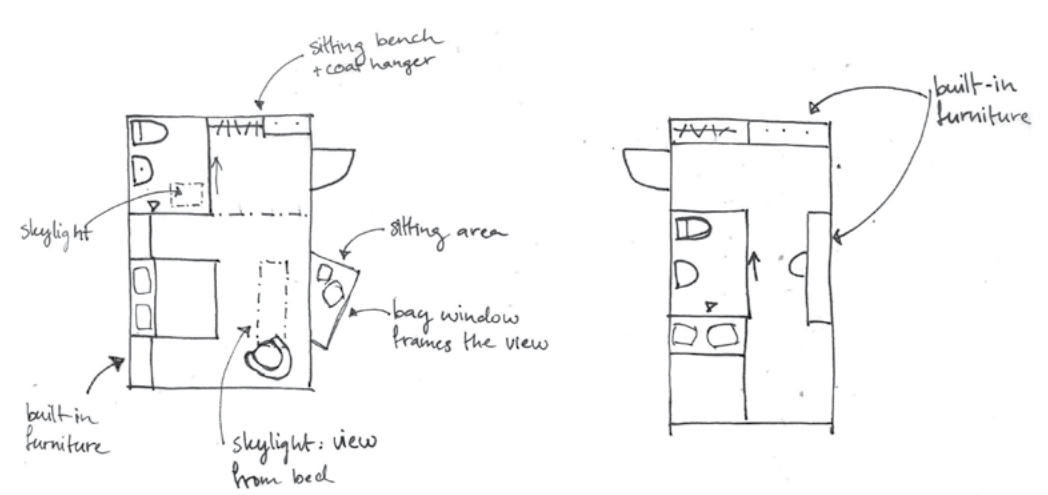 sitting bench
+ coat hanger
skylight
sitting area
bay window
frames the view
built-in
furniture
skylight: view
from bed
built-in
furniture